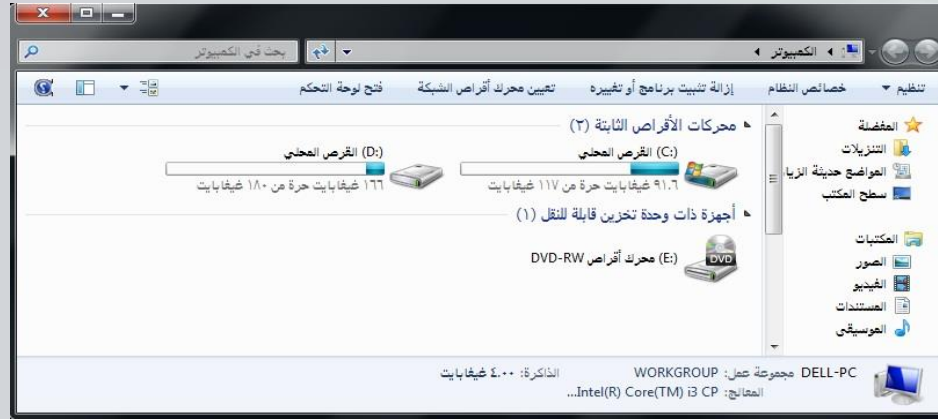 الكمبيوتر
بحث في الكمبيوتر
تنظيم
خصائص النظام
إزالة تثبيت برنامج أو تغييره
تعيين محرك أقراص الشبكة
فتح لوحة التحكم
المفضلة
التنزيلات
المواضع حديثة الزيا
سطح المكتب
المكتبات
الصور
الفيديو
المستندات
الموسيقى
محركات الأقراص الثابتة (٢)
القرص المحلي (C:)
٩١.٦ غيغابايت حرة من ١١٧ غيغابايت
القرص المحلي (D:)
١٦٦ غيغابايت حرة من ١٨٠ غيغابايت
أجهزة ذات وحدة تخزين قابلة للنقل (١)
محرك أقراص DVD-RW (E:)
DVD
DELL-PC مجموعة عمل: WORKGROUP الذاكرة: ٤.٠٠ غيغابايت
المعالج: Intel(R) Core(TM) i3 CP...